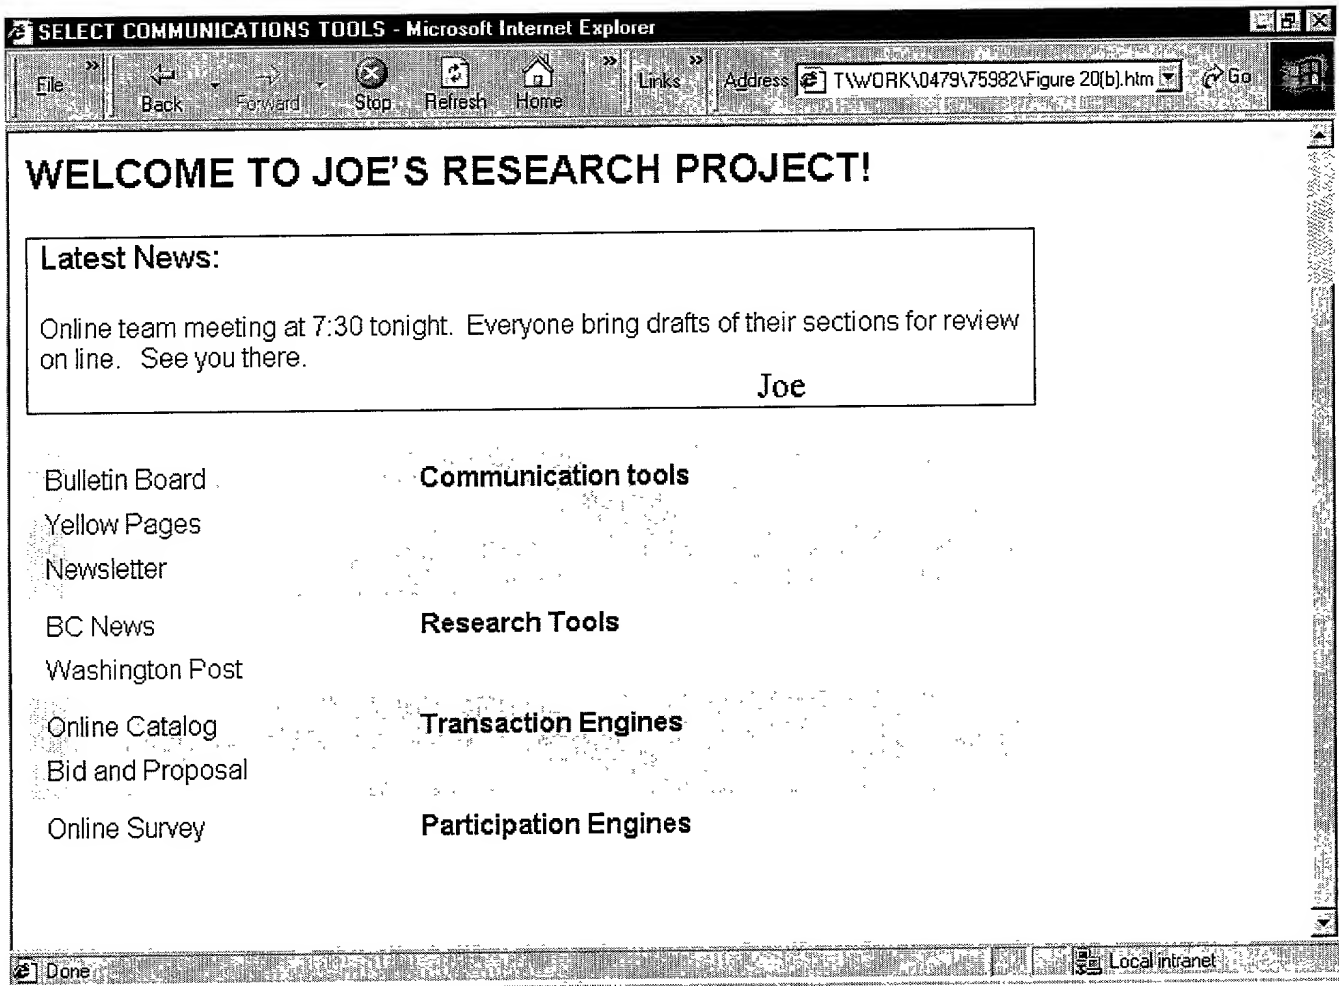 SELECT COMMUNICATIONS TOOLS - Microsoft Internet Explorer
File » Back Forward Stop Refresh Home » Links » Address T\WORK\0479\75982\Figure 20(b).htm Go
WELCOME TO JOE'S RESEARCH PROJECT!
Latest News:
Online team meeting at 7:30 tonight. Everyone bring drafts of their sections for review
on line. See you there.
Joe
Bulletin Board Communication tools
Yellow Pages
Newsletter
BC News Research Tools
Washington Post
Online Catalog Transaction Engines
Bid and Proposal
Online Survey Participation Engines
Done Local intranet